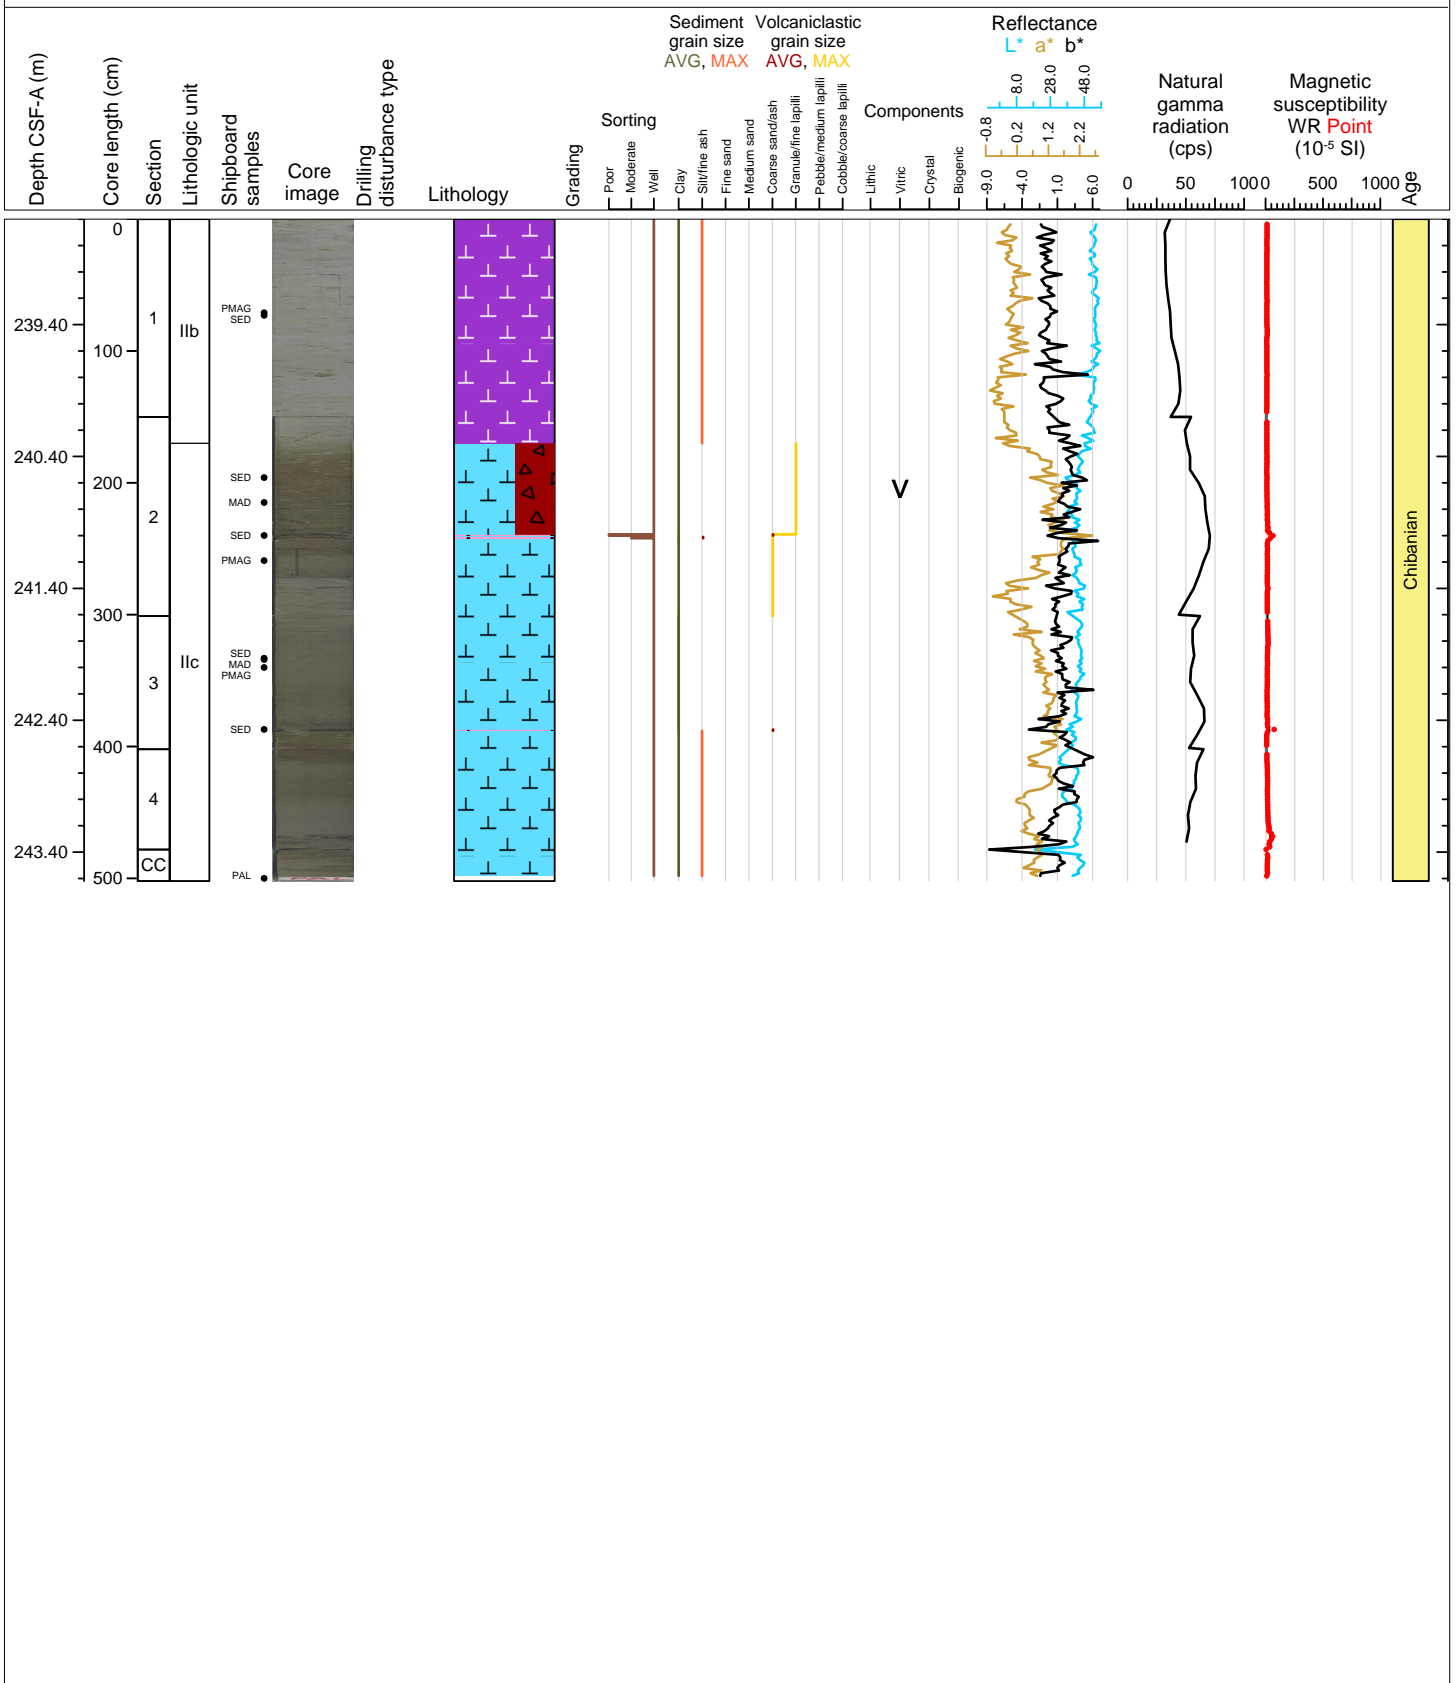 Depth CSF-A (m)
Core length (cm)
Section
Lithologic unit
Shipboard
samples
Core
image
Drilling
disturbance type
Lithology
Grading
Sorting
Poor
Moderate
Well
Sediment
grain size
AVG, MAX
Volcaniclastic
grain size
AVG, MAX
Clay
Silt/fine ash
Fine sand
Medium sand
Coarse sand/ash
Granule/fine lapilli
Pebble/medium lapilli
Cobble/coarse lapilli
Components
Lithic
Vitric
Crystal
Biogenic
Reflectance
L* a* b*
8.0 28.0 48.0
-0.8 0.2 1.2 2.2
-9.0 -4.0 1.0 6.0
Natural
gamma
radiation
(cps)
0 50 100
Magnetic
susceptibility
WR Point
(10-5 SI)
0 500 1000
Age
0
100
200
300
400
500
239.40
240.40
241.40
242.40
243.40
1
2
3
4
CC
IIb
IIc
PMAG
SED
SED
MAD
SED
PMAG
SED
MAD
PMAG
SED
PAL
V
Chibanian